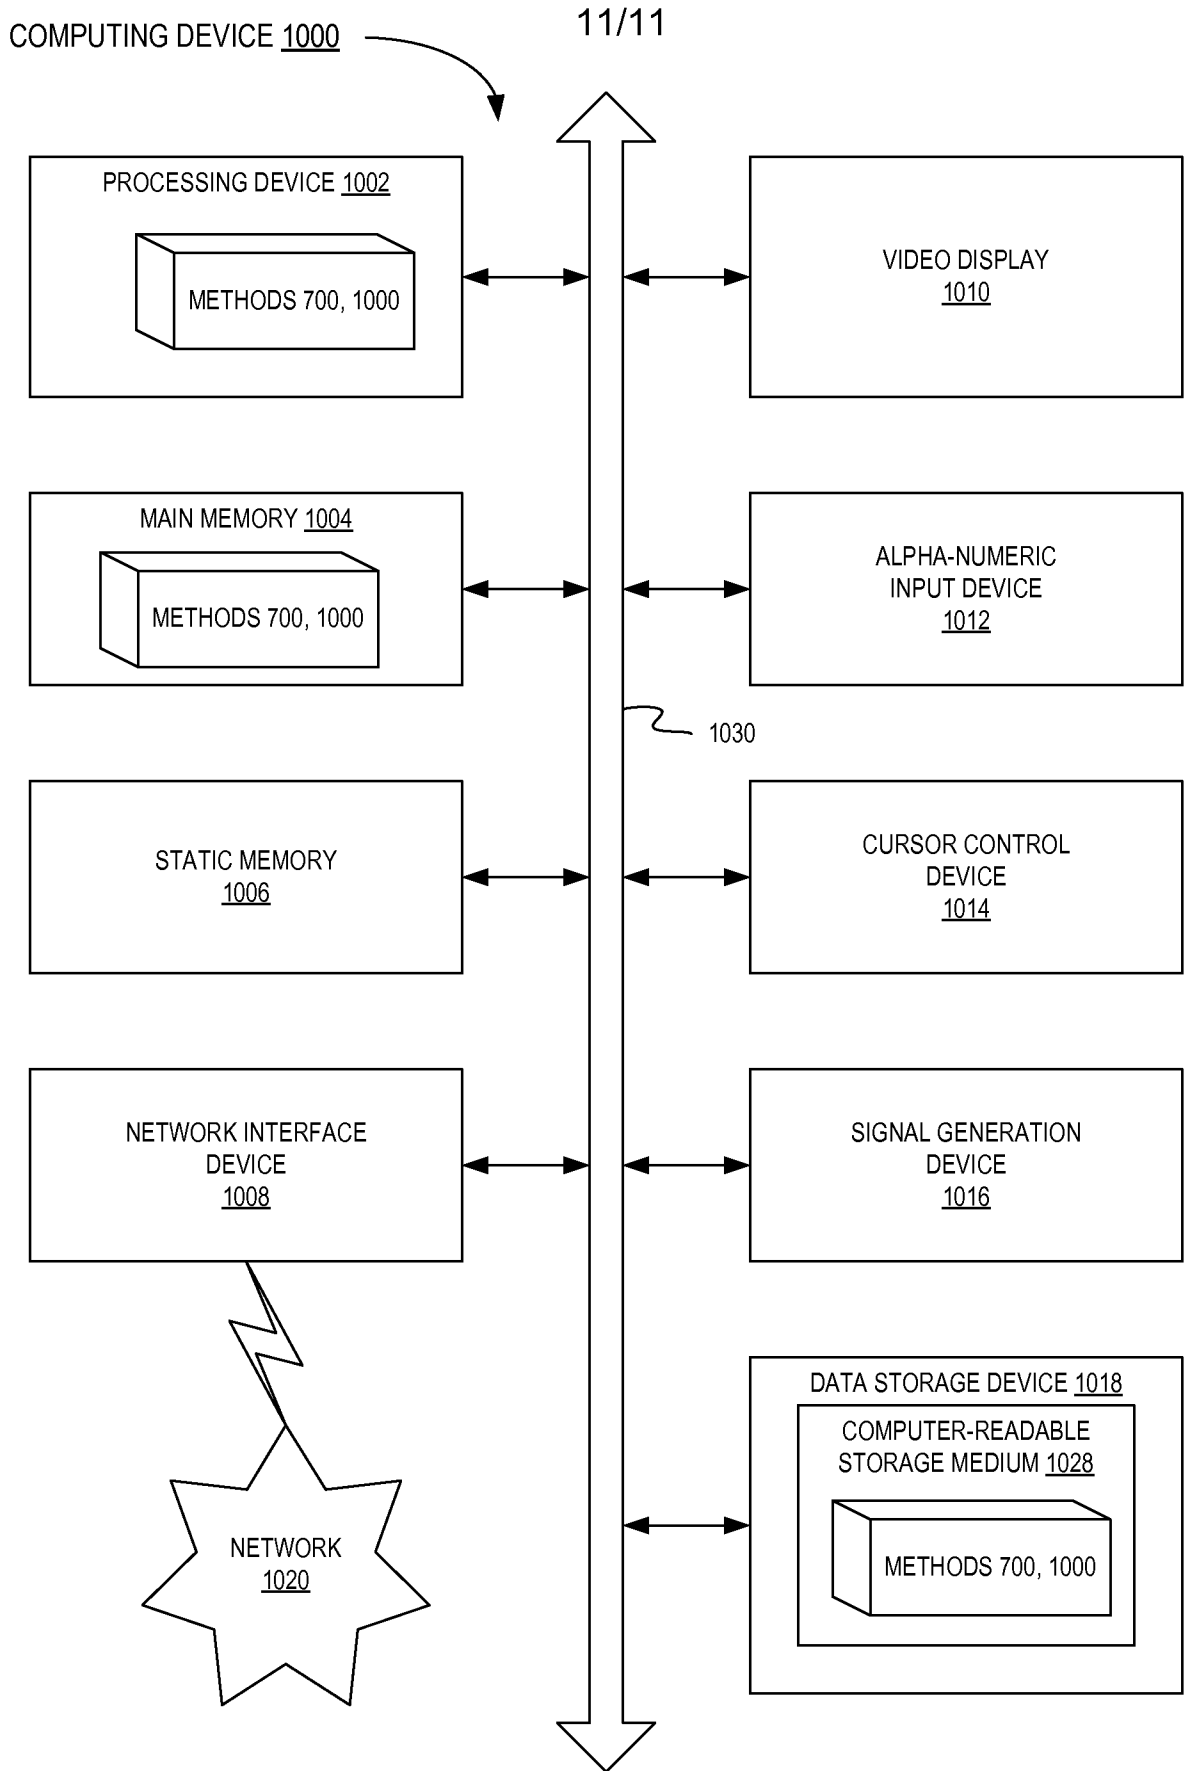 11/11
COMPUTING DEVICE 1000
PROCESSING DEVICE 1002
METHODS 700, 1000
VIDEO DISPLAY
1010
MAIN MEMORY 1004
METHODS 700, 1000
ALPHA-NUMERIC
INPUT DEVICE
1012
1030
STATIC MEMORY
1006
CURSOR CONTROL
DEVICE
1014
NETWORK INTERFACE
DEVICE
1008
SIGNAL GENERATION
DEVICE
1016
DATA STORAGE DEVICE 1018
COMPUTER-READABLE
STORAGE MEDIUM 1028
METHODS 700, 1000
NETWORK
1020